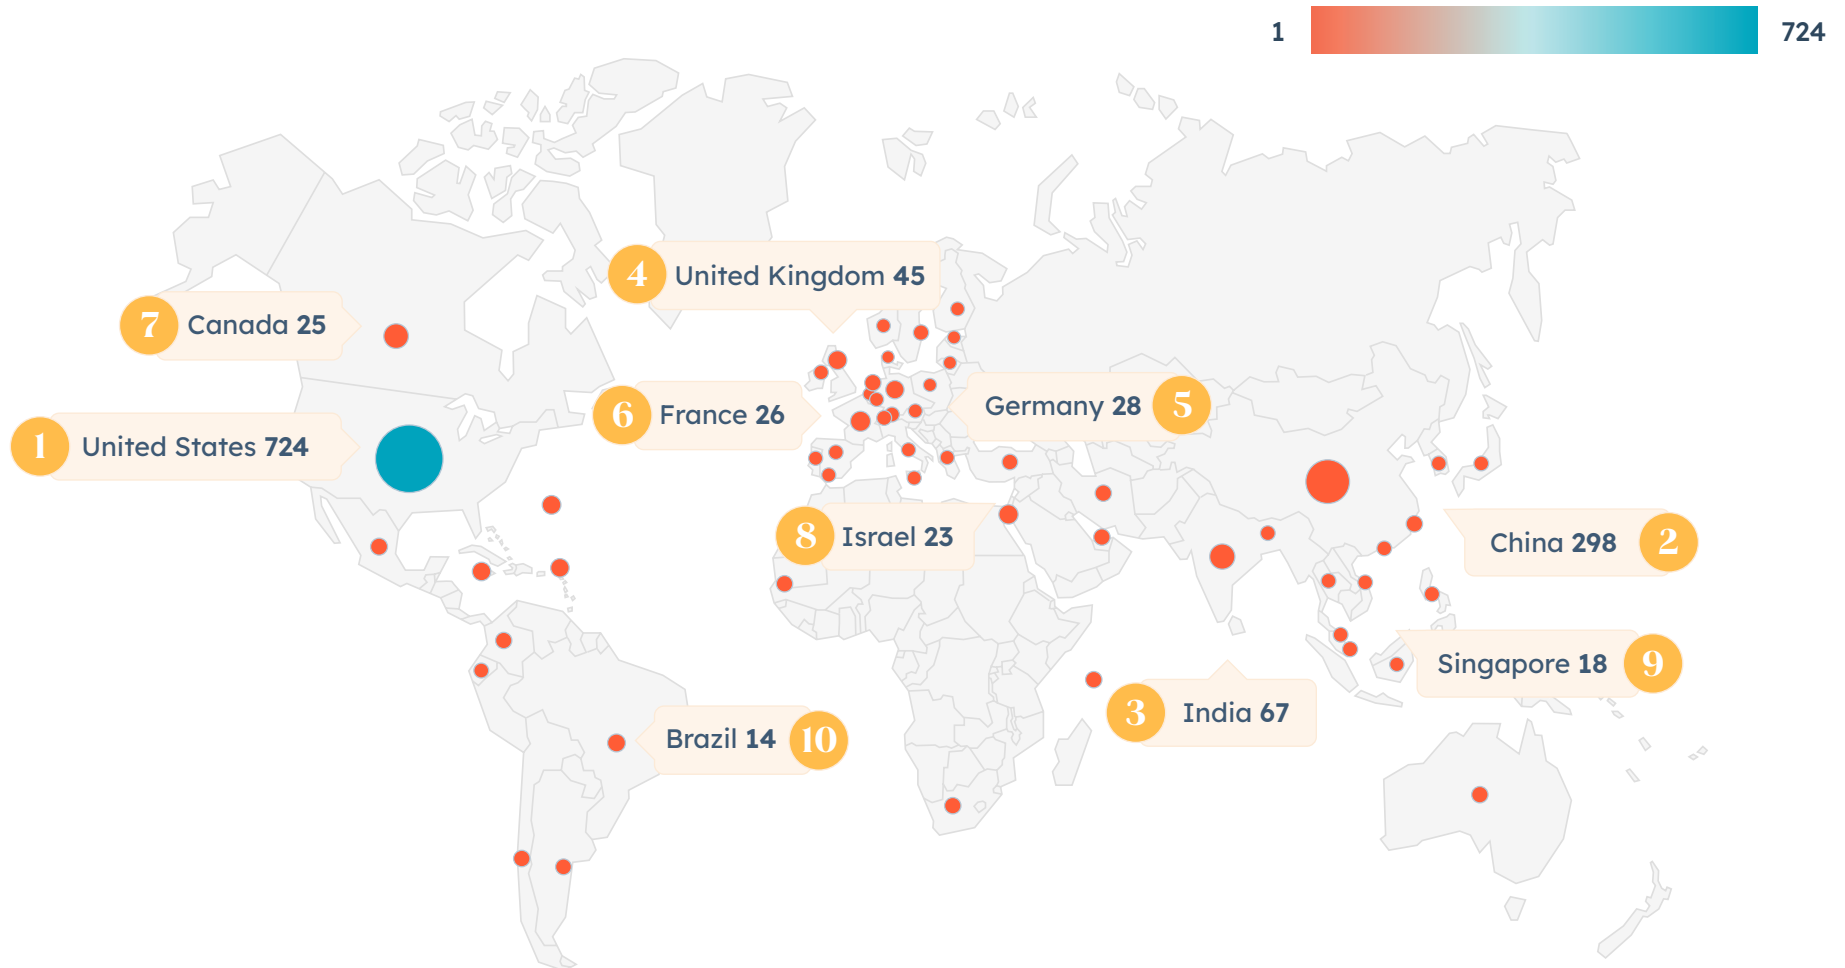 1 724
4 United Kingdom 45
7 Canada 25
6 France 26
Germany 28 5
1 United States 724
8 Israel 23
China 298 2
Singapore 18 9
3 India 67
Brazil 14 10